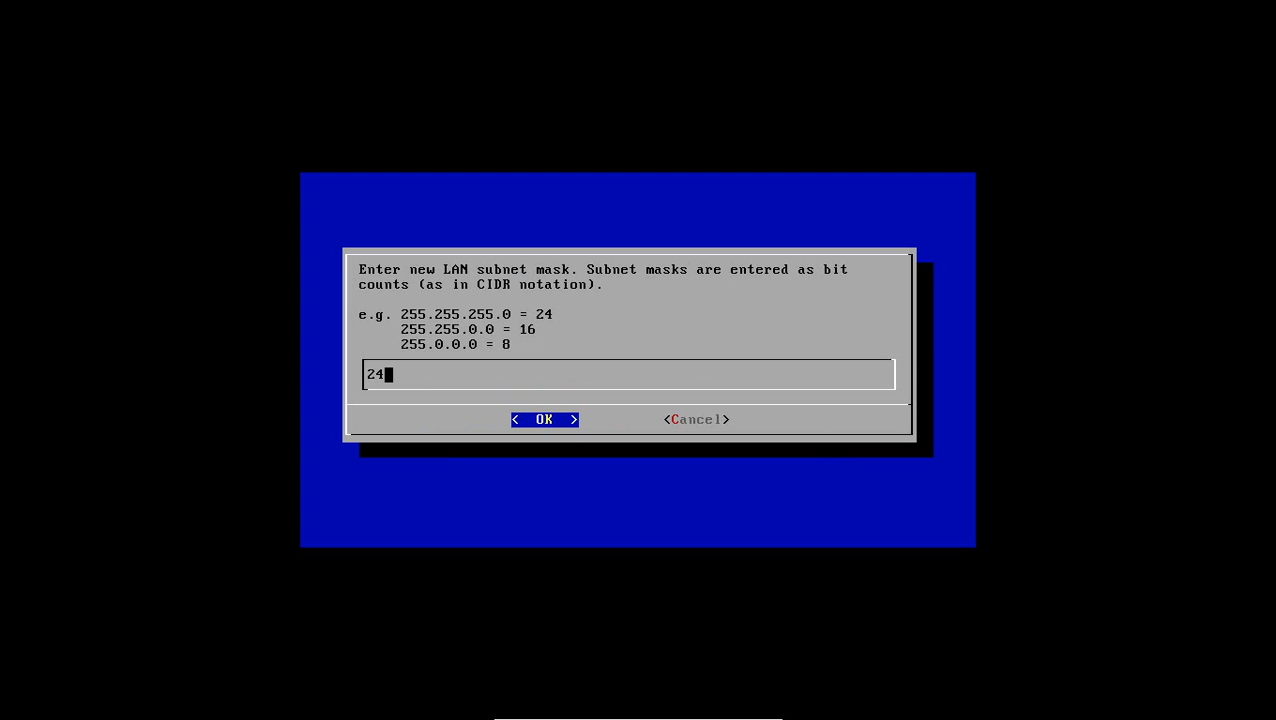 Enter new LAN subnet mask. Subnet masks are entered as bit
counts (as in CIDR notation).
e.g. 255.255.255.0 = 24
255.255.0.0 = 16
255.0.0.0 = 8
24
< OK > <Cancel>